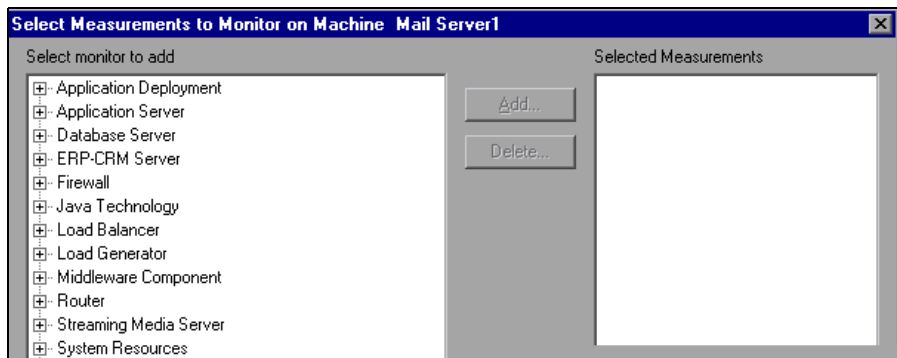 Select Measurements to Monitor on Machine Mail Server1
Select monitor to add
Selected Measurements
Application Deployment
Application Server
Database Server
ERP-CRM Server
Firewall
Java Technology
Load Balancer
Load Generator
Middleware Component
Router
Streaming Media Server
System Resources
Add...
Delete...